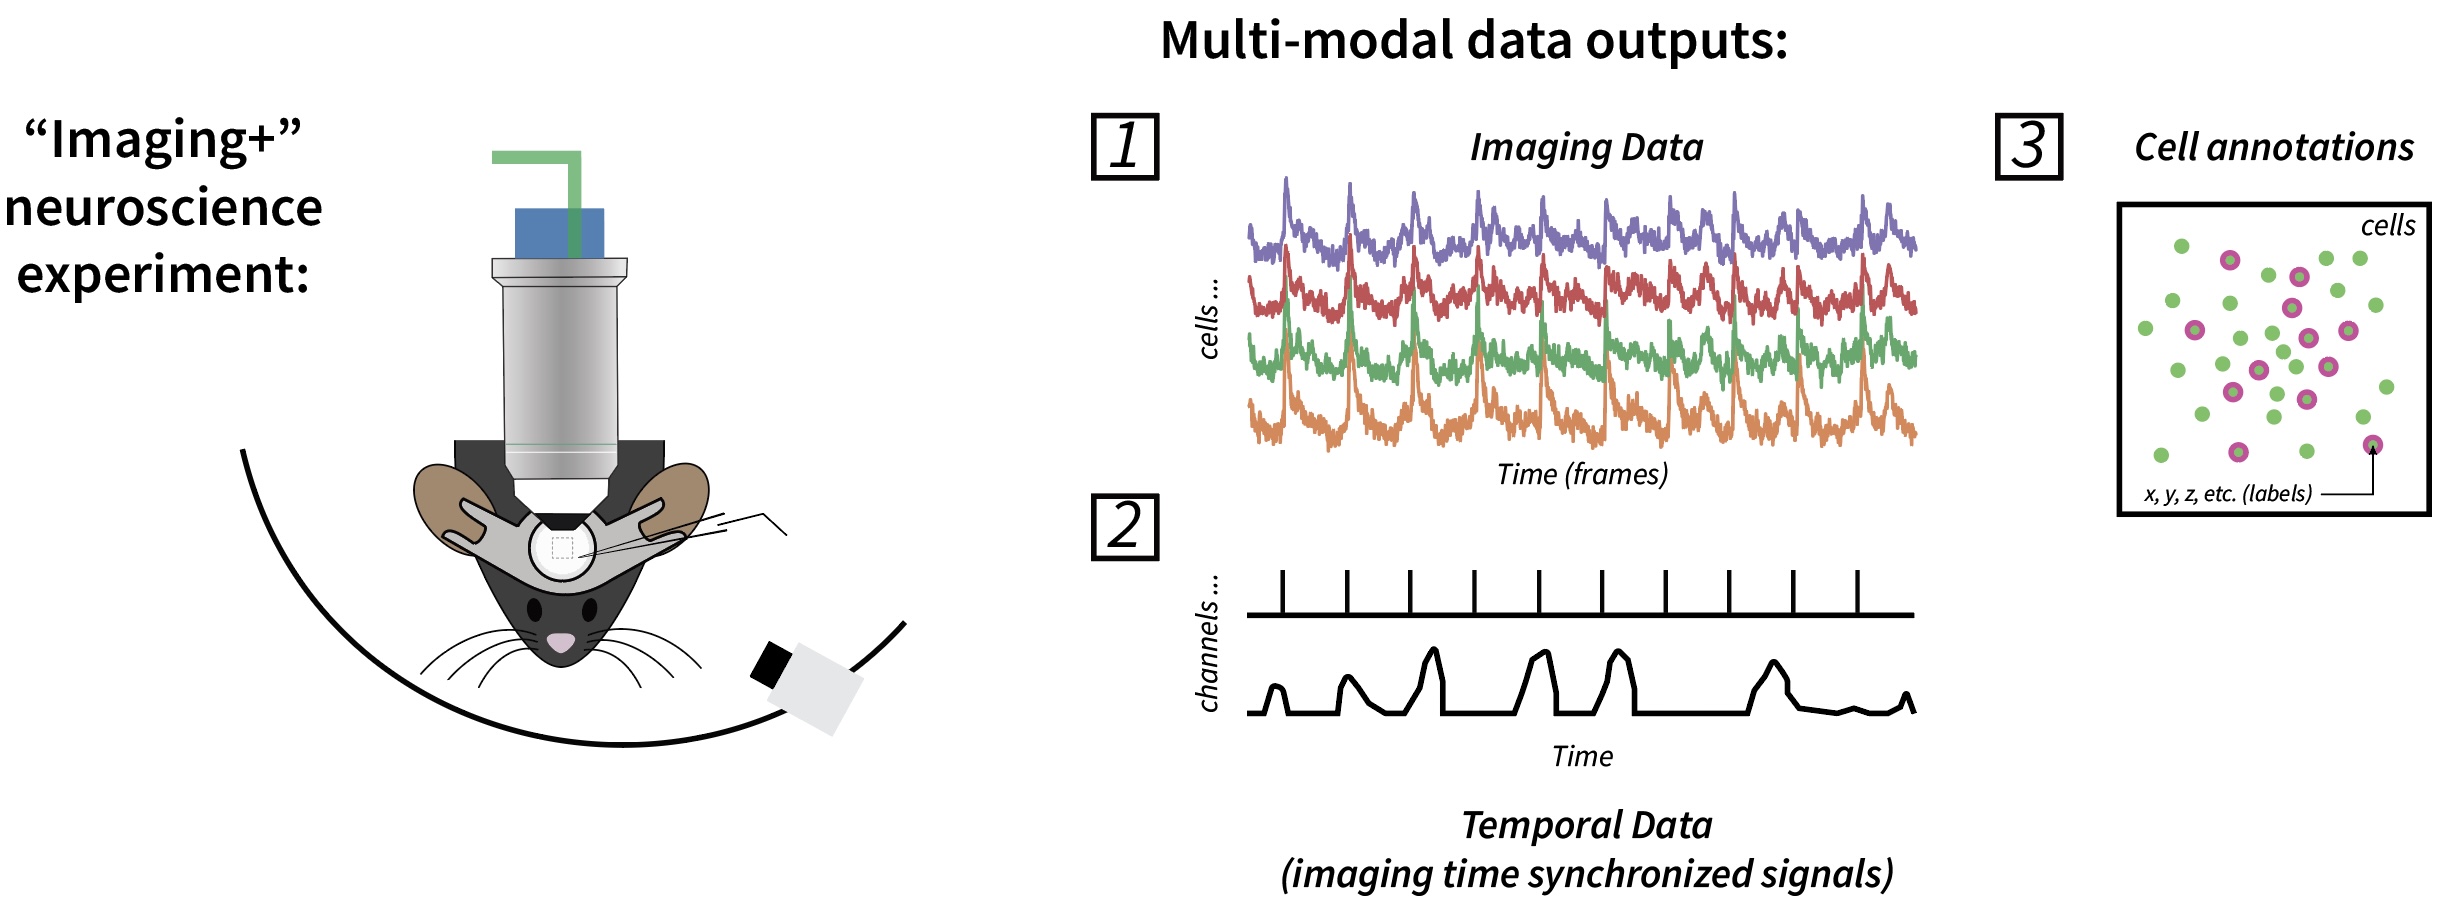 “Imaging+”
neuroscience
experiment:
Multi-modal data outputs:
1
Imaging Data
cells ...
Time (frames)
2
channels ...
Time
Temporal Data
(imaging time synchronized signals)
3
Cell annotations
cells
x, y, z, etc. (labels)